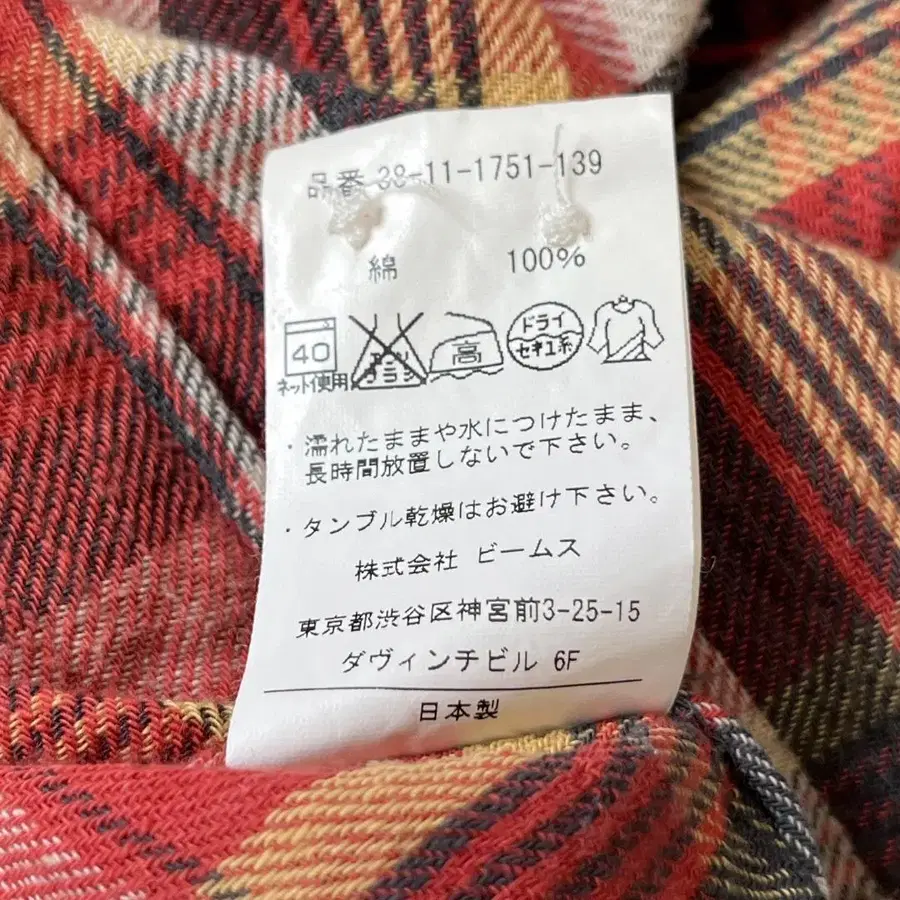 品番 38-11-1751-139
綿 100%
40 高 ドライ
ネット使用 セキユ系
・濡れたままや水につけたまま、
長時間放置しないで下さい。
・タンブル乾燥はお避け下さい。
株式会社 ビームス
東京都渋谷区神宮前3-25-15
ダヴィンチビル 6F
日本製